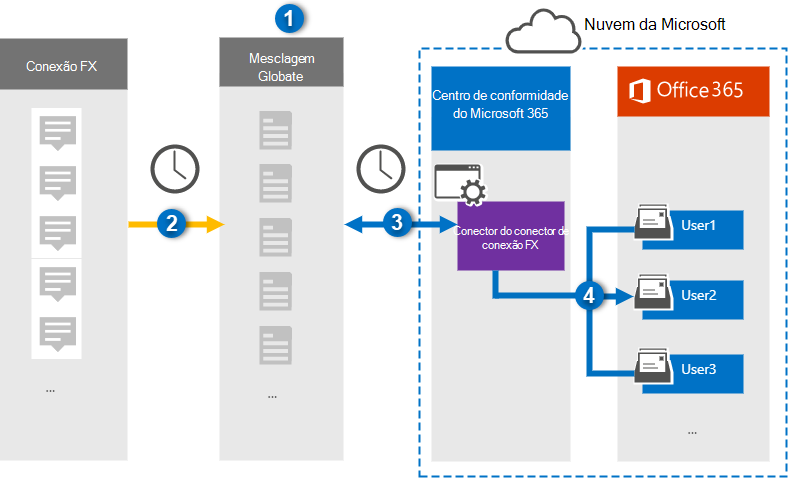 1
Nuvem da Microsoft
Conexão FX
Mesclagem
Globate
Centro de conformidade
do Microsoft 365
Office 365
2
3
Conector do conector de
conexão FX
4
User1
User2
User3
...
...
...